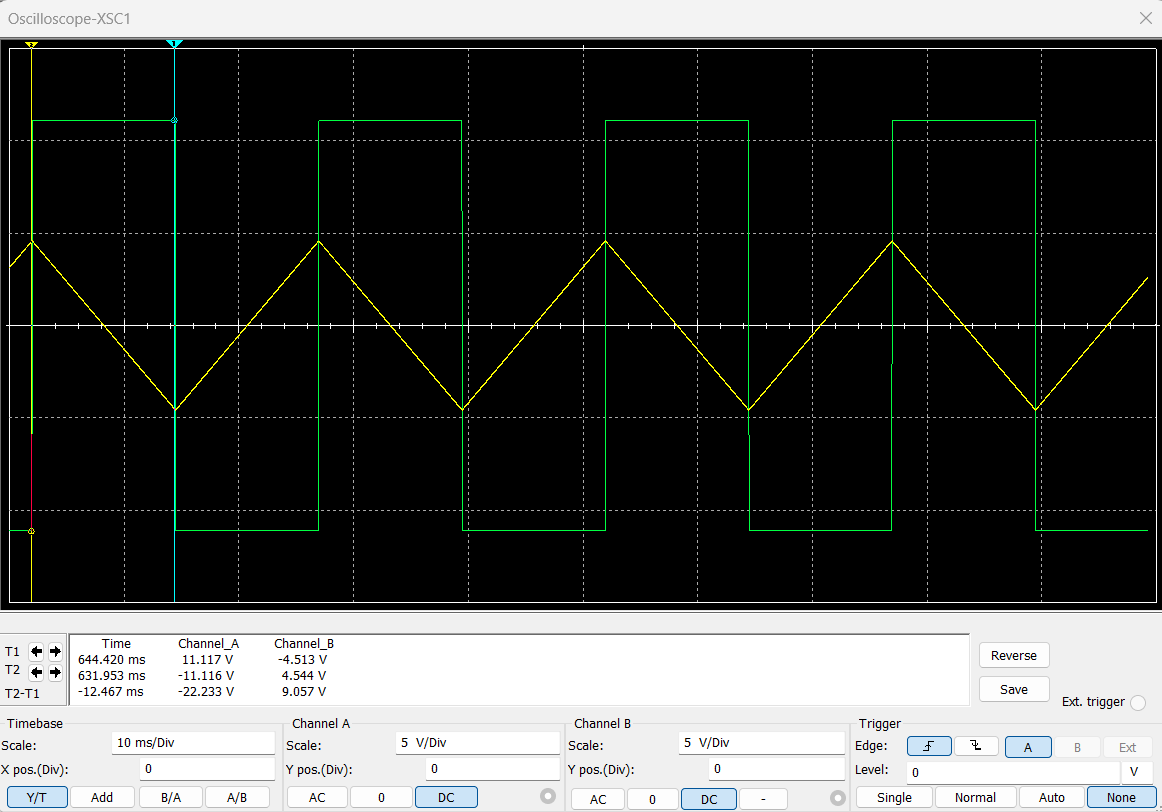 Oscilloscope-XSC1
1
T1
T2
T2-T1
Time Channel_A Channel_B
644.420 ms 11.117 V -4.513 V
631.953 ms -11.116 V 4.544 V
-12.467 ms -22.233 V 9.057 V
Reverse
Save
Ext. trigger
Timebase
Scale: 10 ms/Div
X pos.(Div): 0
Y/T Add B/A A/B
Channel A
Scale: 5 V/Div
Y pos.(Div): 0
AC 0 DC
Channel B
Scale: 5 V/Div
Y pos.(Div): 0
AC 0 DC -
Trigger
Edge: A B Ext
Level: 0 V
Single Normal Auto None